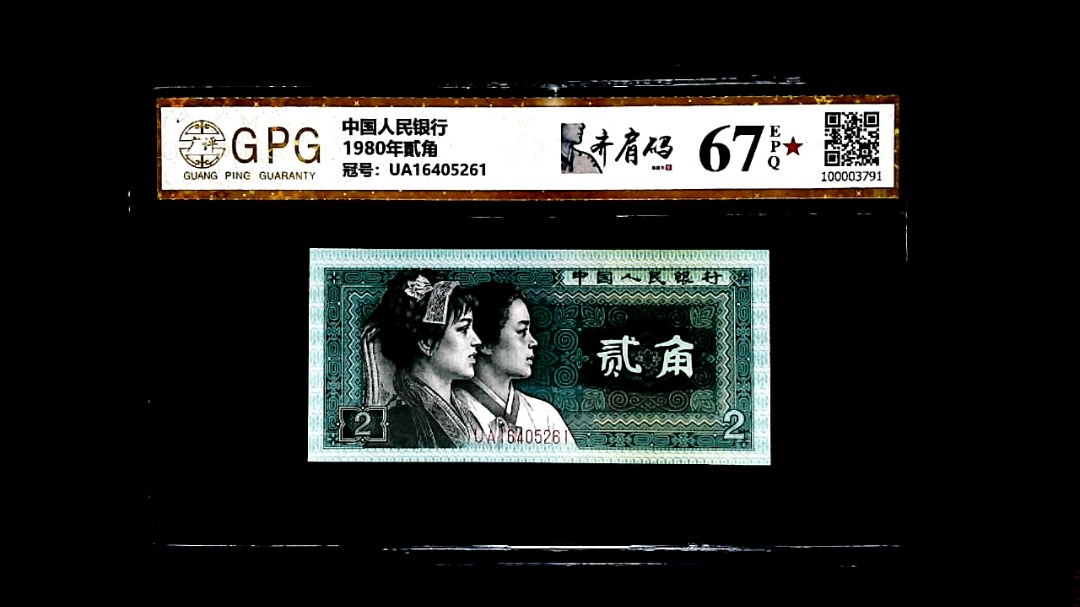 GPG
GUANG PING GUARANTY
中国人民银行
1980年贰角
冠号：UA16405261
齐肩码
67
EPQ
100003791
中国人民银行
贰角
2
2
UA16405261